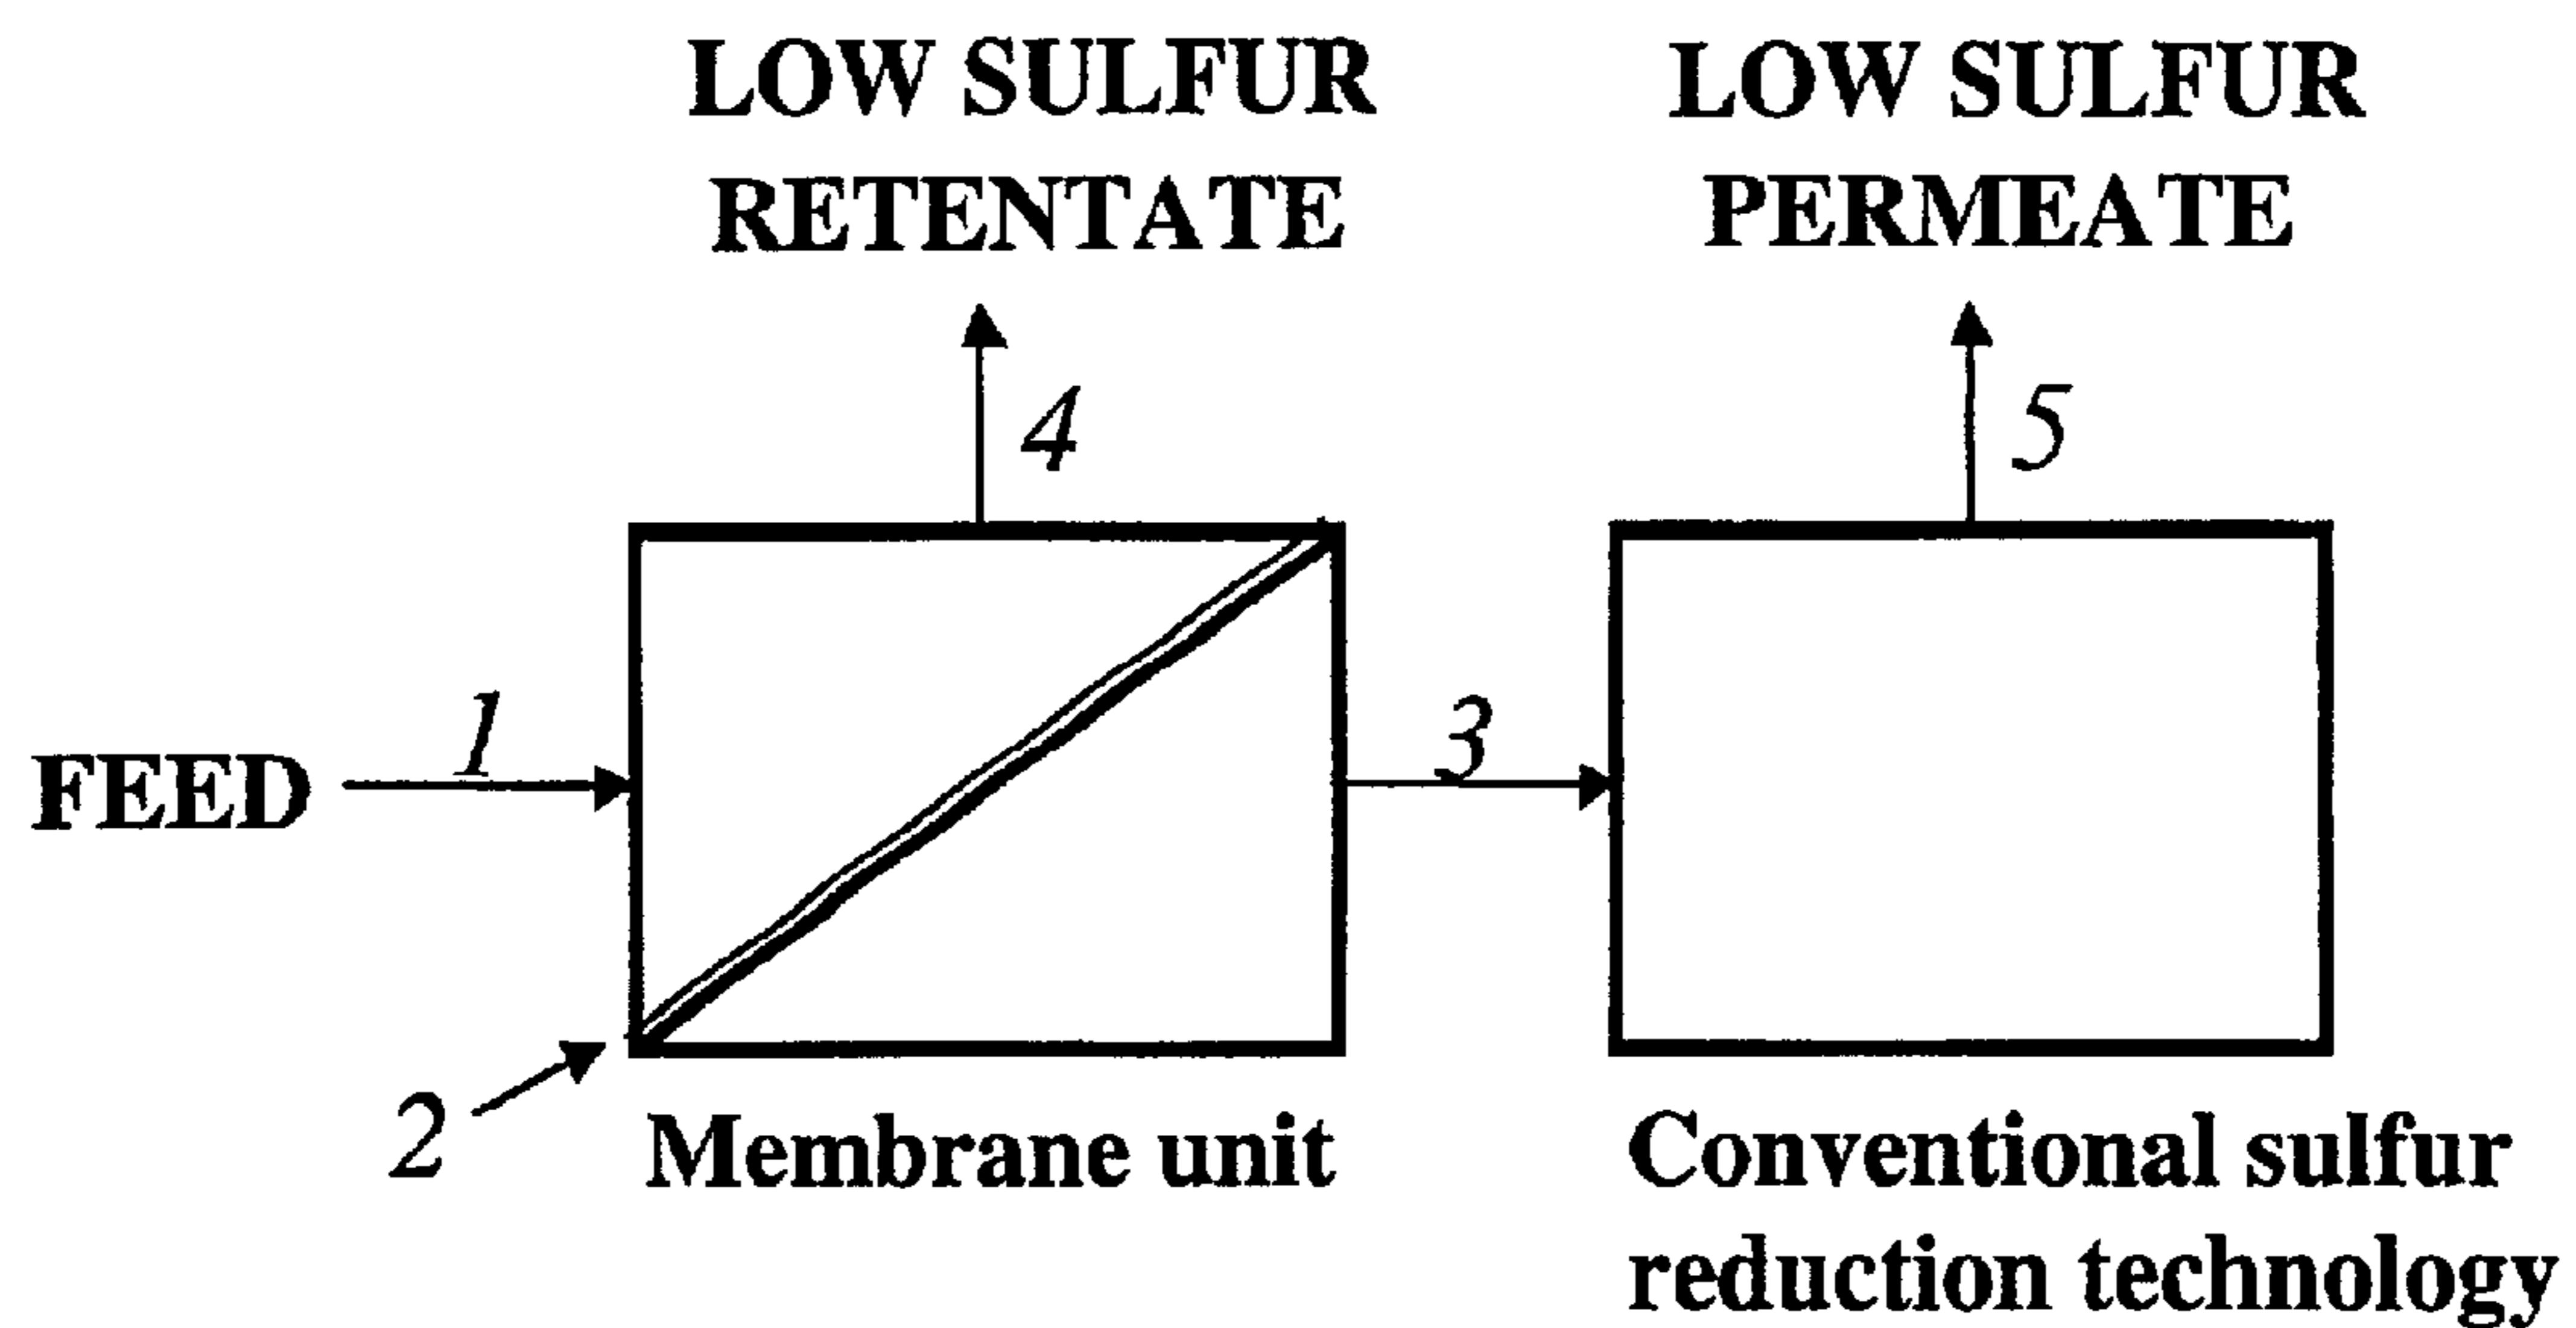 LOW SULFUR
RETENTATE
LOW SULFUR
PERMEATE
4
5
1
FEED
3
2
Membrane unit
Conventional sulfur
reduction technology